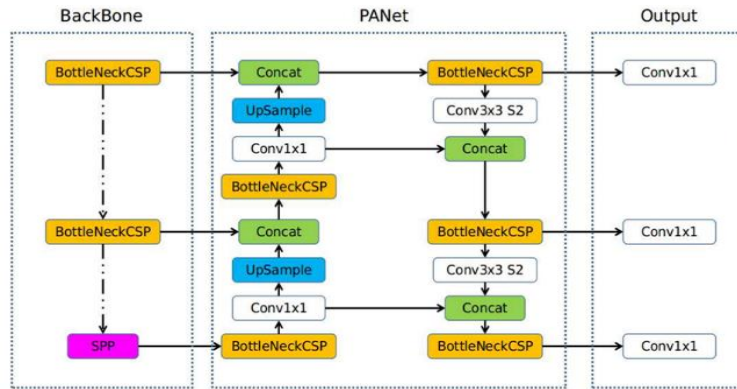 BackBone
PANet
Output
BottleNeckCSP
Concat
BottleNeckCSP
Conv1x1
UpSample
Conv3x3 S2
Conv1x1
Concat
BottleNeckCSP
BottleNeckCSP
Concat
BottleNeckCSP
Conv1x1
UpSample
Conv3x3 S2
Conv1x1
Concat
SPP
BottleNeckCSP
BottleNeckCSP
Conv1x1